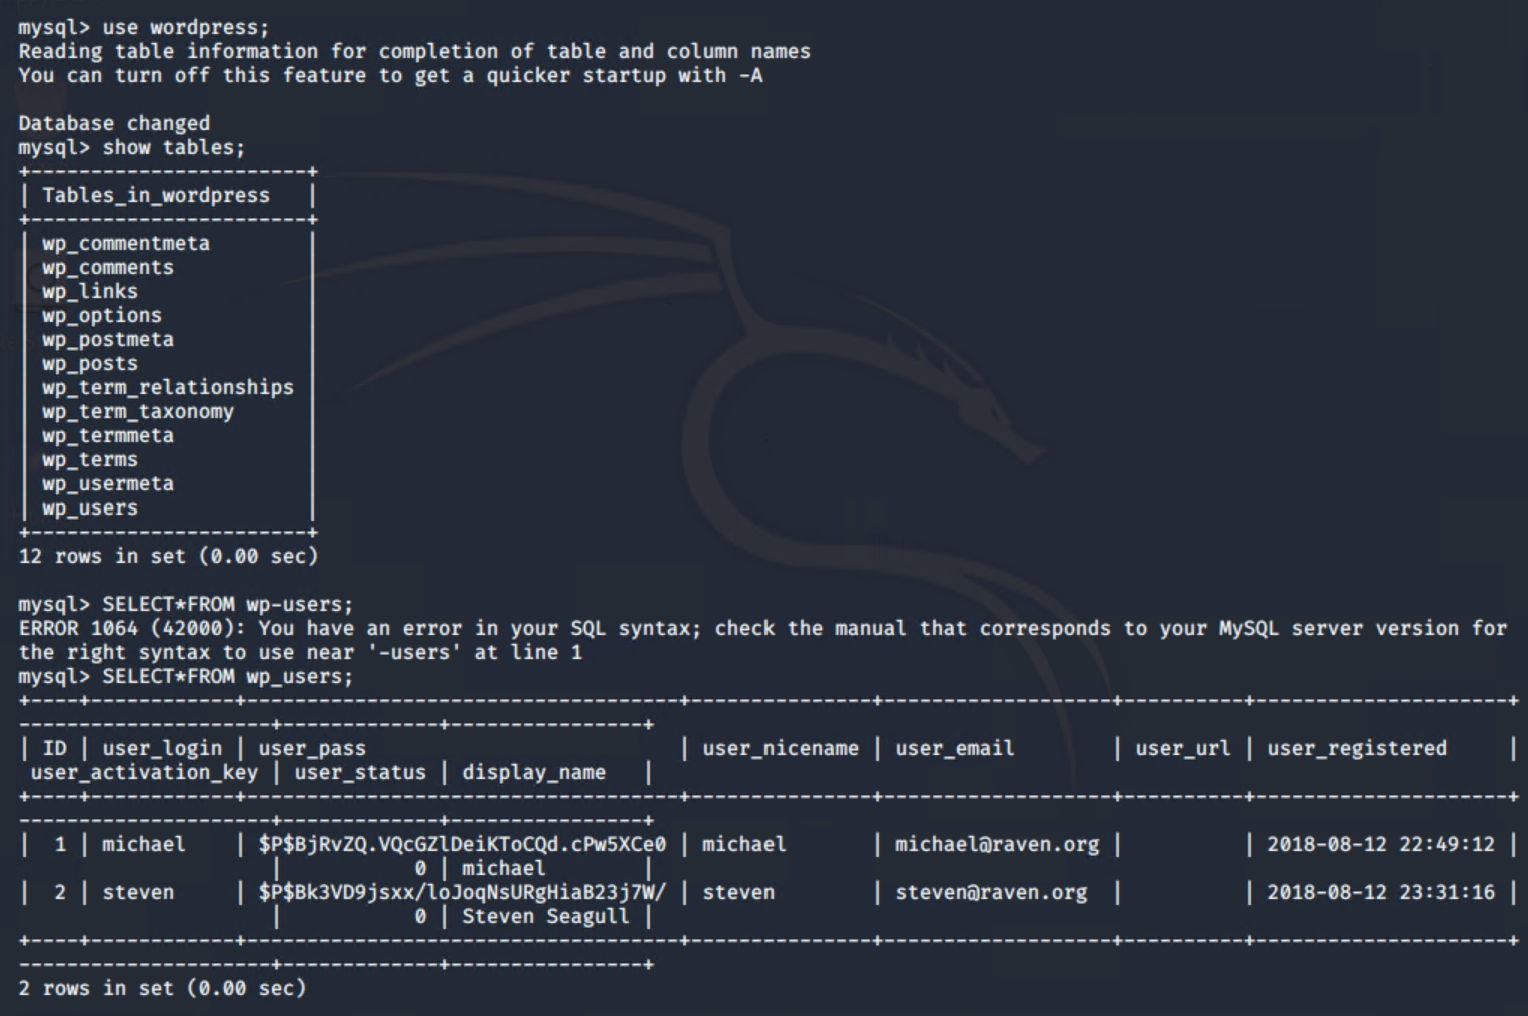 mysql> use wordpress;
Reading table information for completion of table and column names
You can turn off this feature to get a quicker startup with -A

Database changed
mysql> show tables;
+-----------------------+
| Tables_in_wordpress   |
+-----------------------+
| wp_commentmeta        |
| wp_comments           |
| wp_links              |
| wp_options            |
| wp_postmeta           |
| wp_posts              |
| wp_term_relationships |
| wp_term_taxonomy      |
| wp_termmeta           |
| wp_terms              |
| wp_usermeta           |
| wp_users              |
+-----------------------+
12 rows in set (0.00 sec)

mysql> SELECT*FROM wp-users;
ERROR 1064 (42000): You have an error in your SQL syntax; check the manual that corresponds to your MySQL server version for
the right syntax to use near '-users' at line 1
mysql> SELECT*FROM wp_users;
+----+------------+------------------------------------+---------------+-------------------+----------+---------------------+
---------------------+-------------+----------------+
| ID | user_login | user_pass                          | user_nicename | user_email        | user_url | user_registered     |
 user_activation_key | user_status | display_name   |
+----+------------+------------------------------------+---------------+-------------------+----------+---------------------+
---------------------+-------------+----------------+
|  1 | michael    | $P$BjRvZQ.VQcGZlDeiKToCQd.cPw5XCe0 | michael       | michael@raven.org |          | 2018-08-12 22:49:12 |
                     |           0 | michael        |
|  2 | steven     | $P$Bk3VD9jsxx/loJoqNsURgHiaB23j7W/ | steven        | steven@raven.org  |          | 2018-08-12 23:31:16 |
                     |           0 | Steven Seagull |
+----+------------+------------------------------------+---------------+-------------------+----------+---------------------+
---------------------+-------------+----------------+
2 rows in set (0.00 sec)